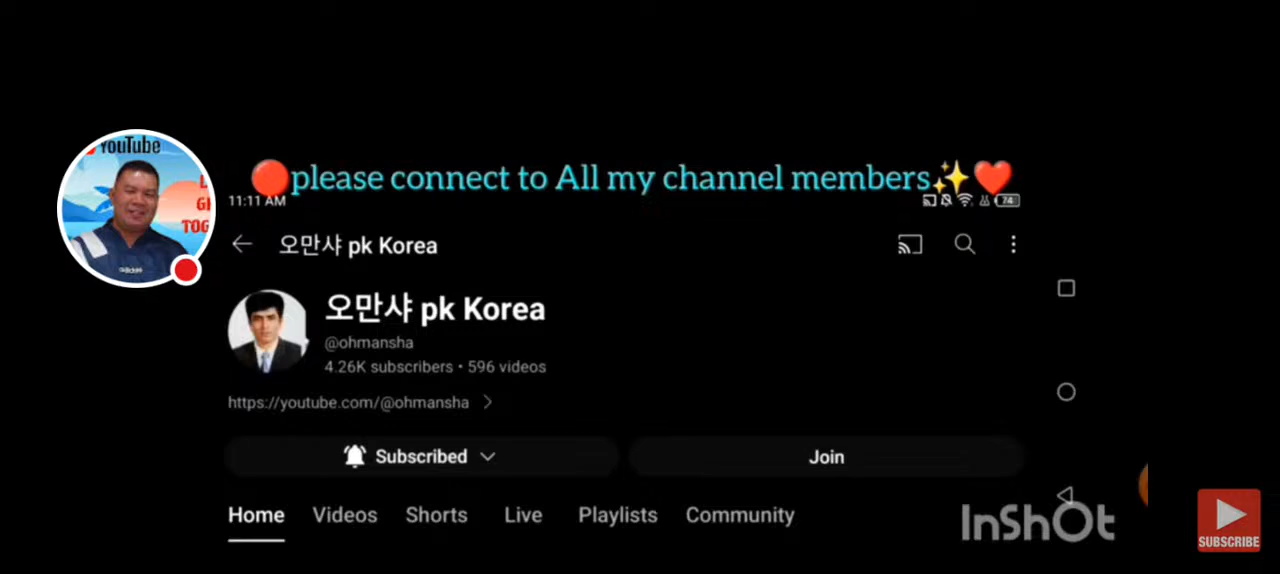 YouTube
🔴please connect to All my channel members✨❤️
11:11 AM
74
오만샤 pk Korea
오만샤 pk Korea
@ohmansha
4.26K subscribers • 596 videos
https://youtube.com/@ohmansha
Subscribed
Join
Home Videos Shorts Live Playlists Community
adidas
InShOt
SUBSCRIBE